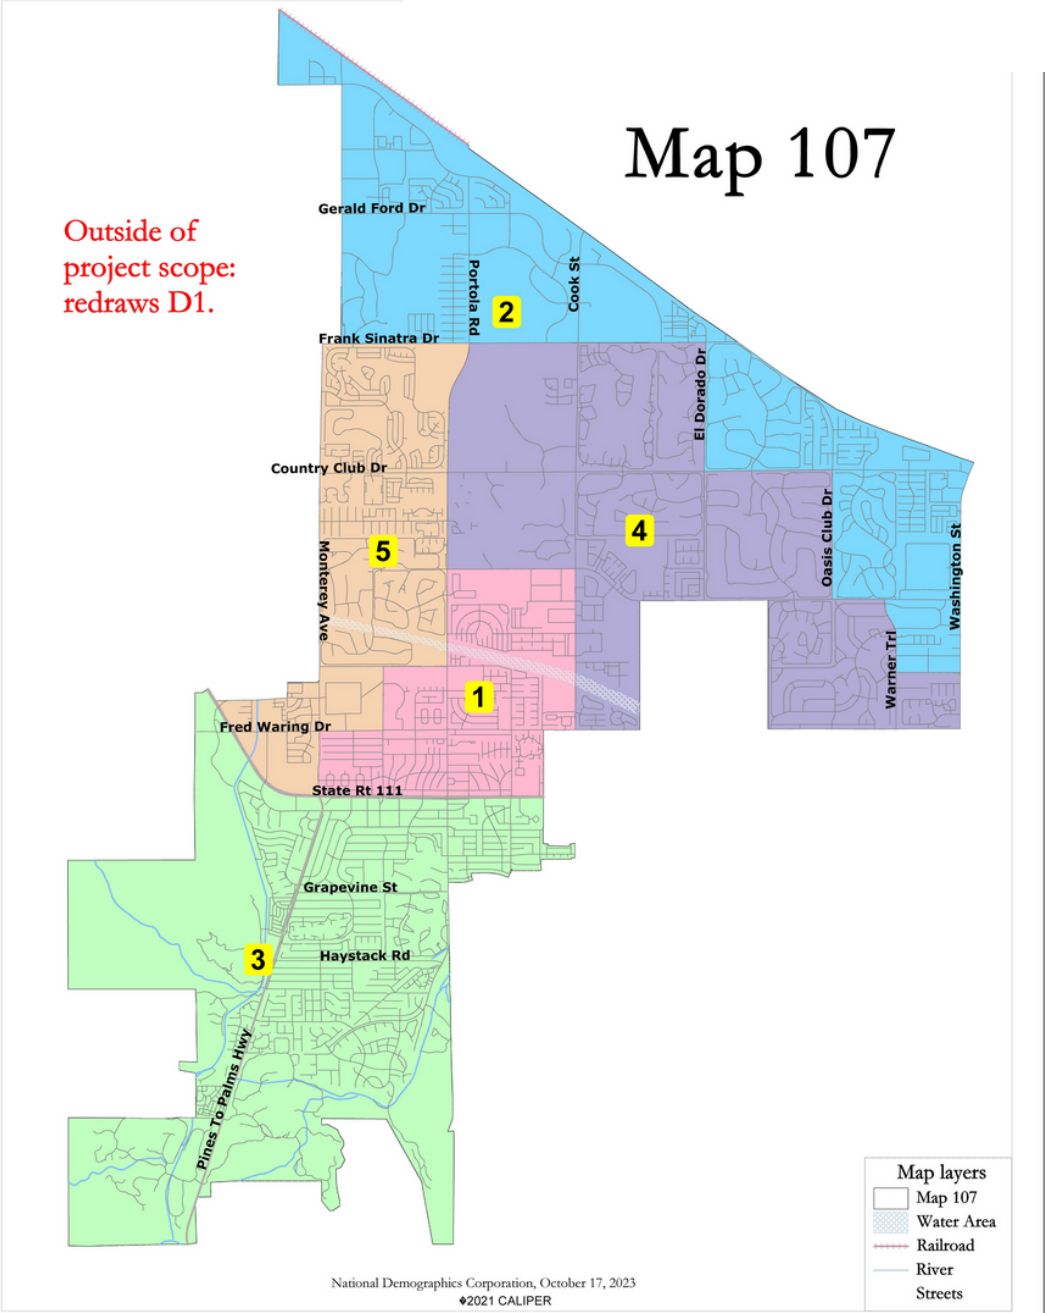 Map 107
Outside of
project scope:
redraws D1.
Gerald Ford Dr
Portola Rd
Cook St
2
Frank Sinatra Dr
El Dorado Dr
Country Club Dr
Oasis Club Dr
4
5
Monterey Ave
Washington St
Warner Trl
1
Fred Waring Dr
State Rt 111
Grapevine St
3
Haystack Rd
Pines To Palms Hwy
Map layers
Map 107
Water Area
Railroad
River
Streets
National Demographics Corporation, October 17, 2023
�2021 CALIPER